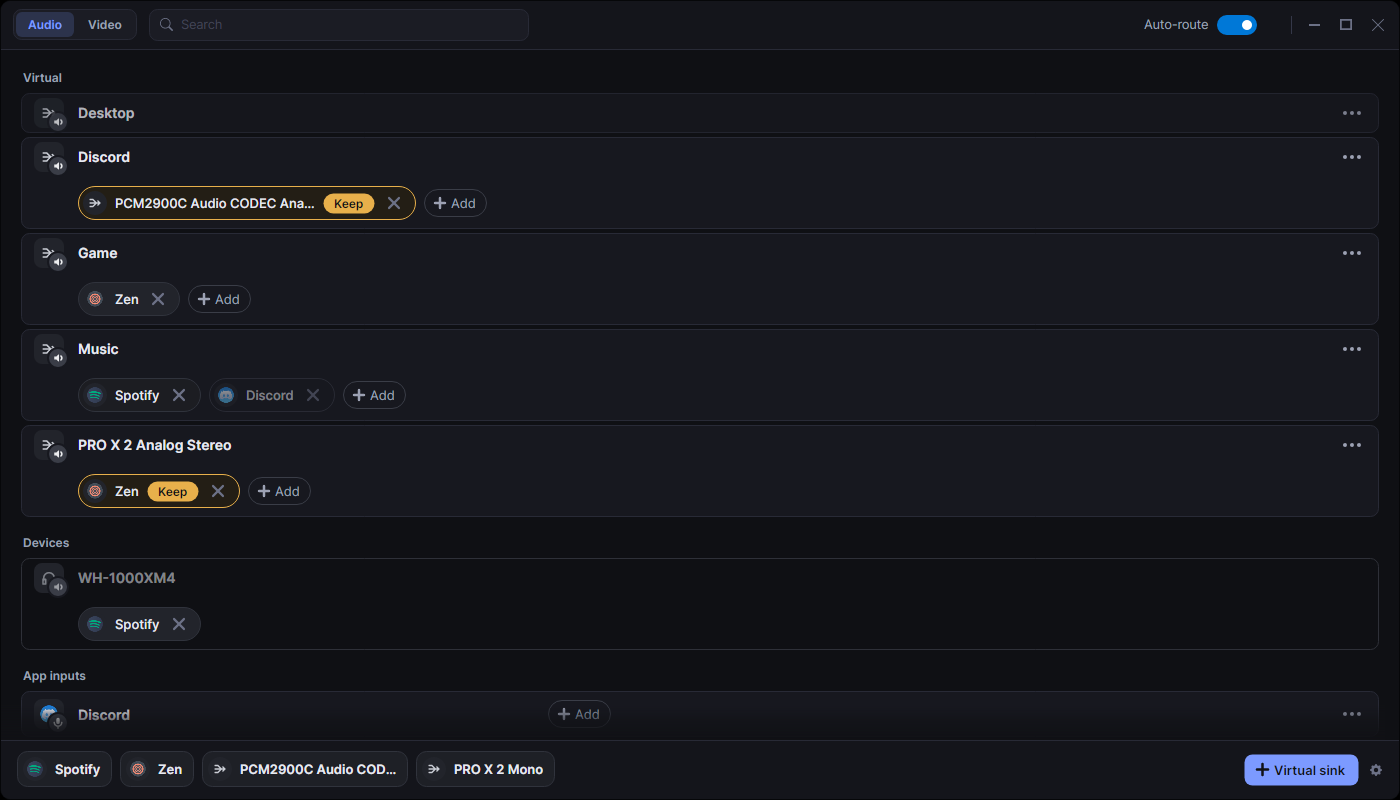 Audio Video Search Auto-route
Virtual
Desktop
Discord
PCM2900C Audio CODEC Ana... Keep Add
Game
Zen Add
Music
Spotify Discord Add
PRO X 2 Analog Stereo
Zen Keep Add
Devices
WH-1000XM4
Spotify
App inputs
Discord Add
Spotify Zen PCM2900C Audio COD... PRO X 2 Mono Virtual sink